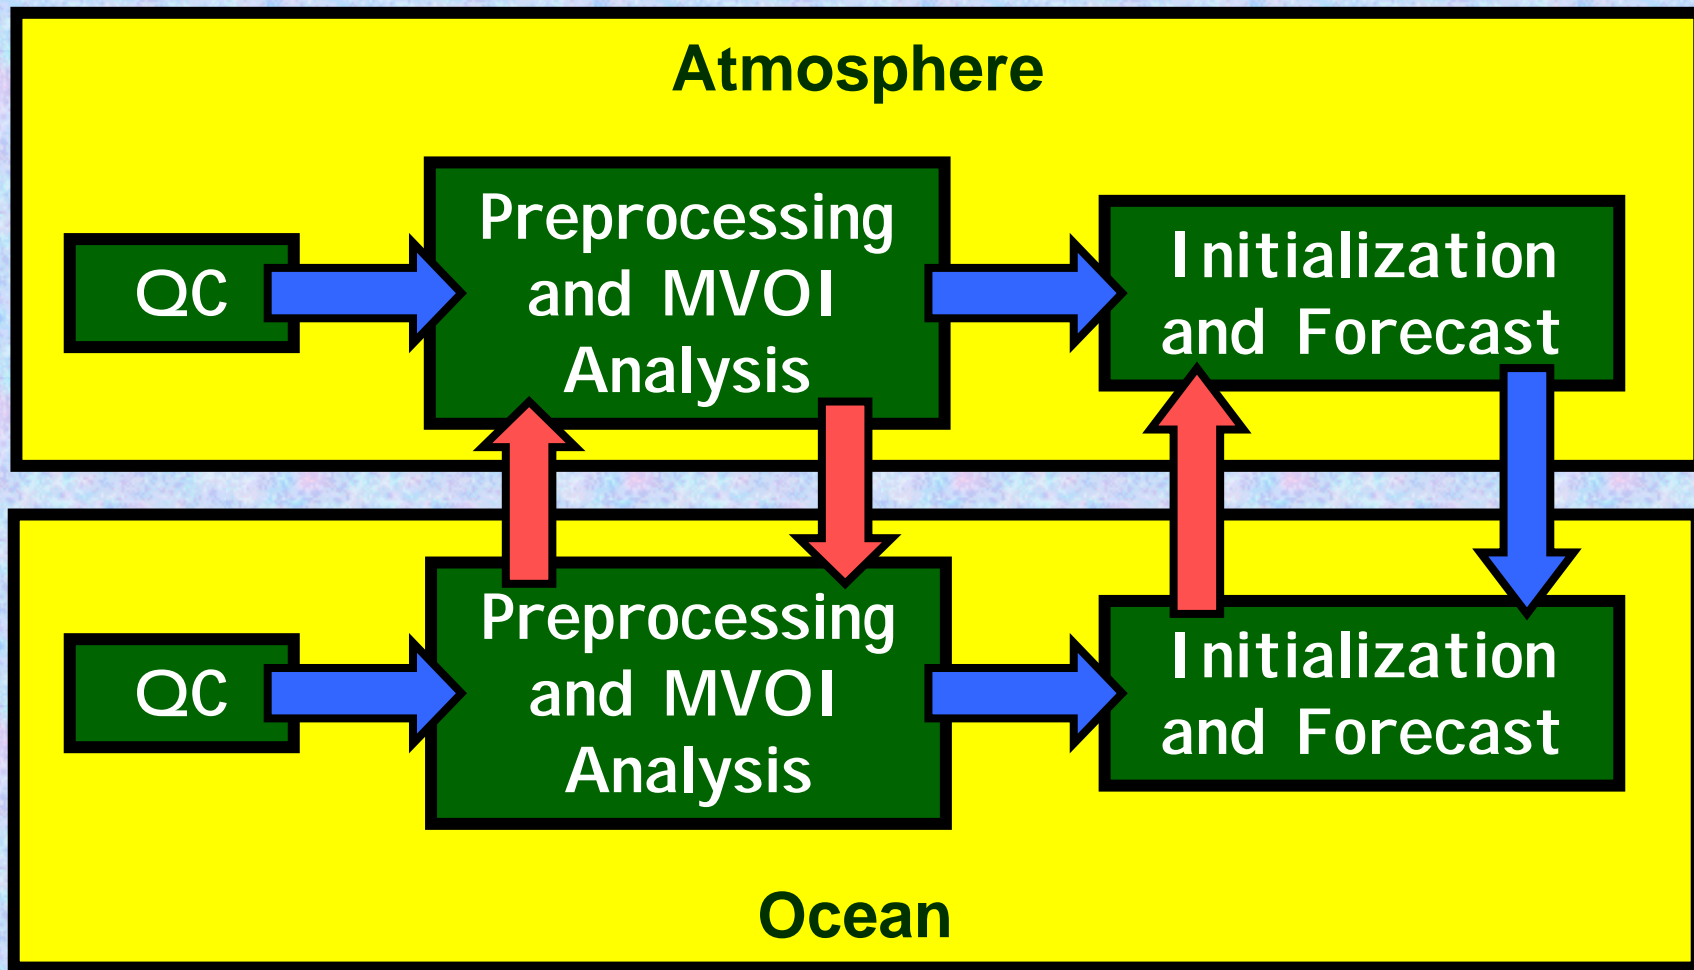 Atmosphere
QC
Preprocessing
and MVOI
Analysis
Initialization
and Forecast
QC
Preprocessing
and MVOI
Analysis
Initialization
and Forecast
Ocean